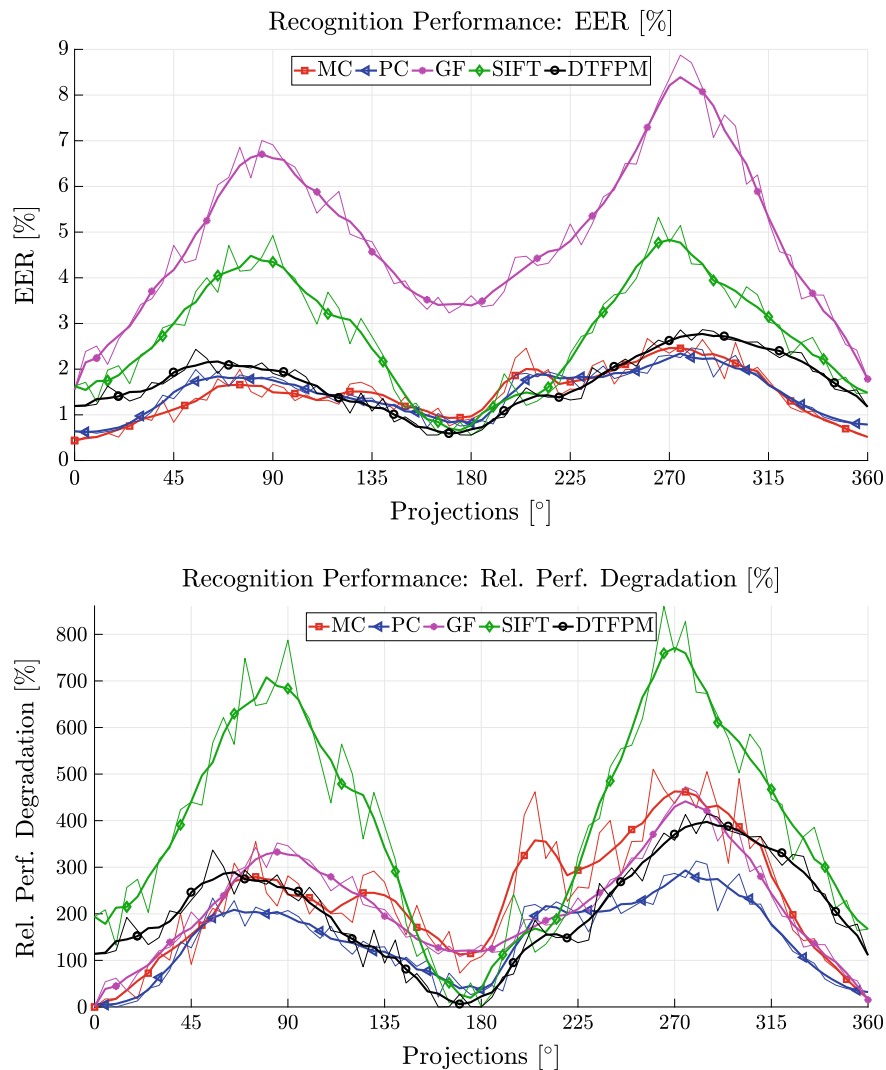 Recognition Performance: EER [%]
MC PC GF SIFT DTFPM
9
8
7
6
5
4
3
2
1
0
EER [%]
0 45 90 135 180 225 270 315 360
Projections [°]
Recognition Performance: Rel. Perf. Degradation [%]
MC PC GF SIFT DTFPM
800
700
600
500
400
300
200
100
0
Rel. Perf. Degradation [%]
0 45 90 135 180 225 270 315 360
Projections [°]